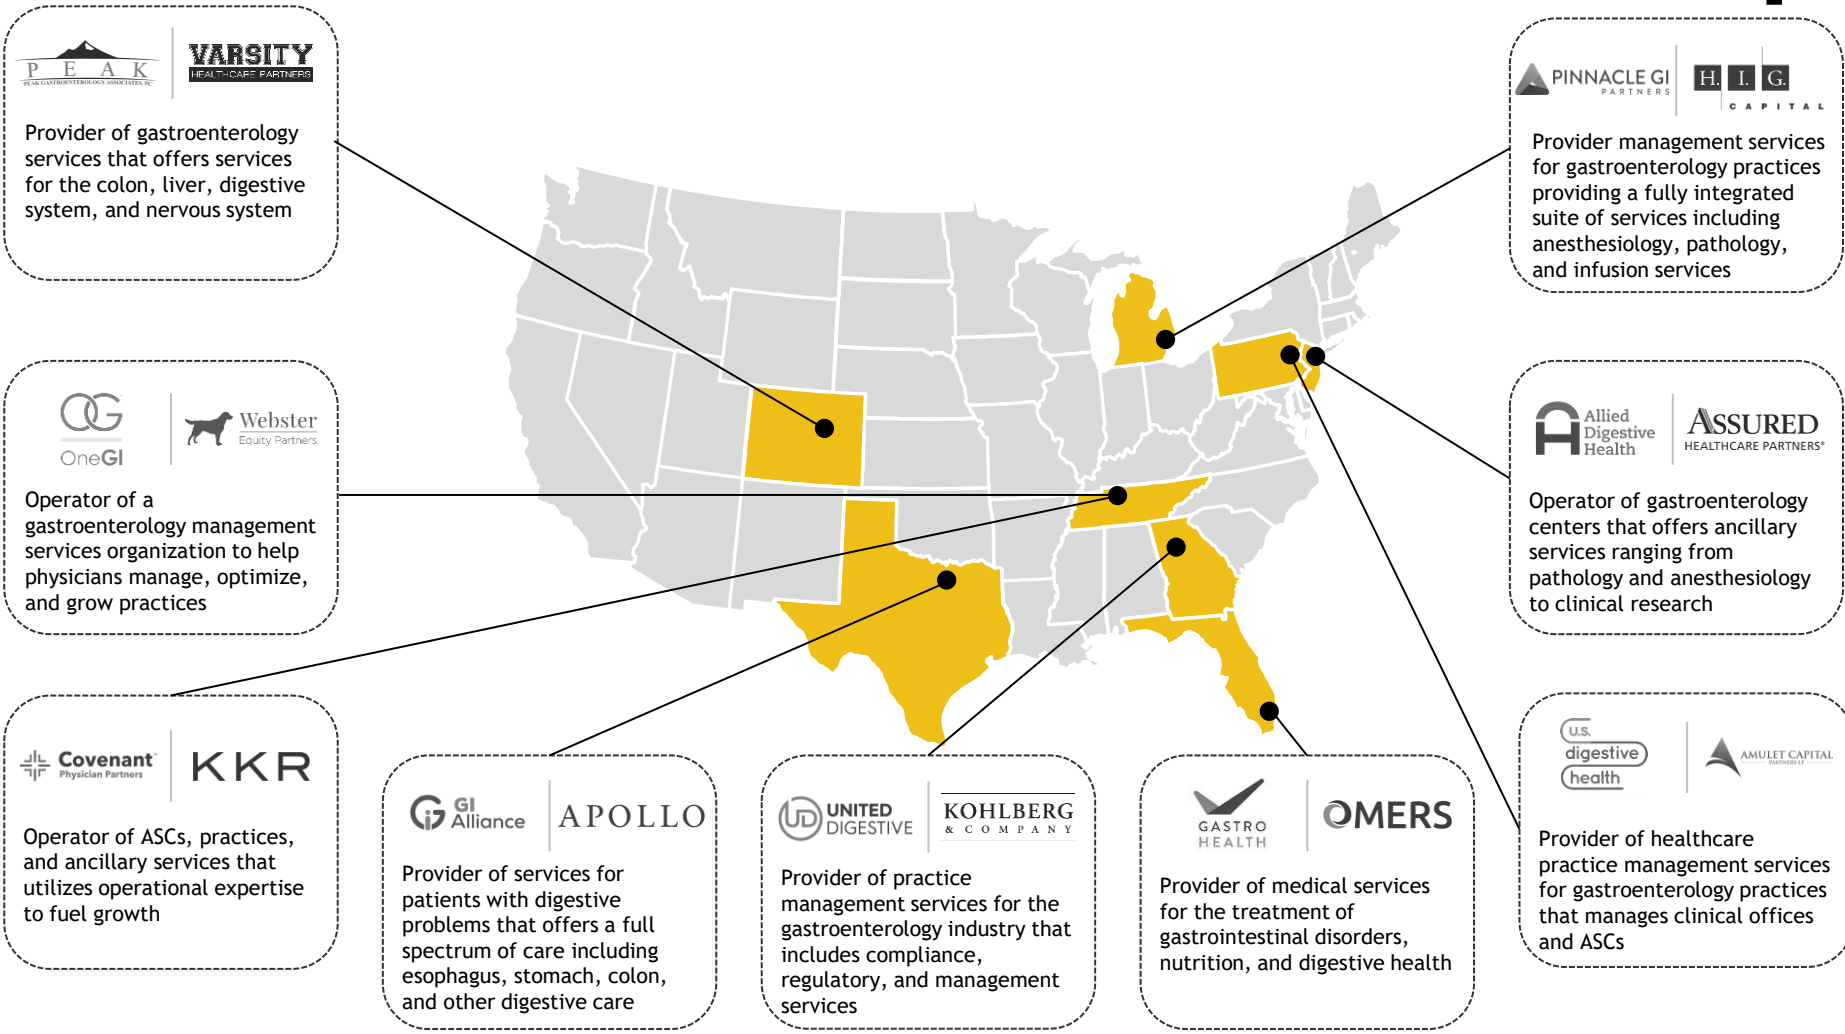 PEAK
PEAK GASTROENTEROLOGY ASSOCIATES, PC
VARSITY
HEALTHCARE PARTNERS
Provider of gastroenterology
services that offers services
for the colon, liver, digestive
system, and nervous system
OG
OneGI
Webster
Equity Partners
Operator of a
gastroenterology management
services organization to help
physicians manage, optimize,
and grow practices
Covenant
Physician Partners
KKR
Operator of ASCs, practices,
and ancillary services that
utilizes operational expertise
to fuel growth
GI
Alliance
APOLLO
Provider of services for
patients with digestive
problems that offers a full
spectrum of care including
esophagus, stomach, colon,
and other digestive care
UD
UNITED
DIGESTIVE
KOHLBERG
& COMPANY
Provider of practice
management services for the
gastroenterology industry that
includes compliance,
regulatory, and management
services
GASTRO
HEALTH
OMERS
Provider of medical services
for the treatment of
gastrointestinal disorders,
nutrition, and digestive health
PINNACLE GI
PARTNERS
H.I.G.
CAPITAL
Provider management services
for gastroenterology practices
providing a fully integrated
suite of services including
anesthesiology, pathology,
and infusion services
Allied
Digestive
Health
ASSURED
HEALTHCARE PARTNERS®
Operator of gastroenterology
centers that offers ancillary
services ranging from
pathology and anesthesiology
to clinical research
u.s.
digestive
health
AMULET CAPITAL
PARTNERS LP
Provider of healthcare
practice management services
for gastroenterology practices
that manages clinical offices
and ASCs